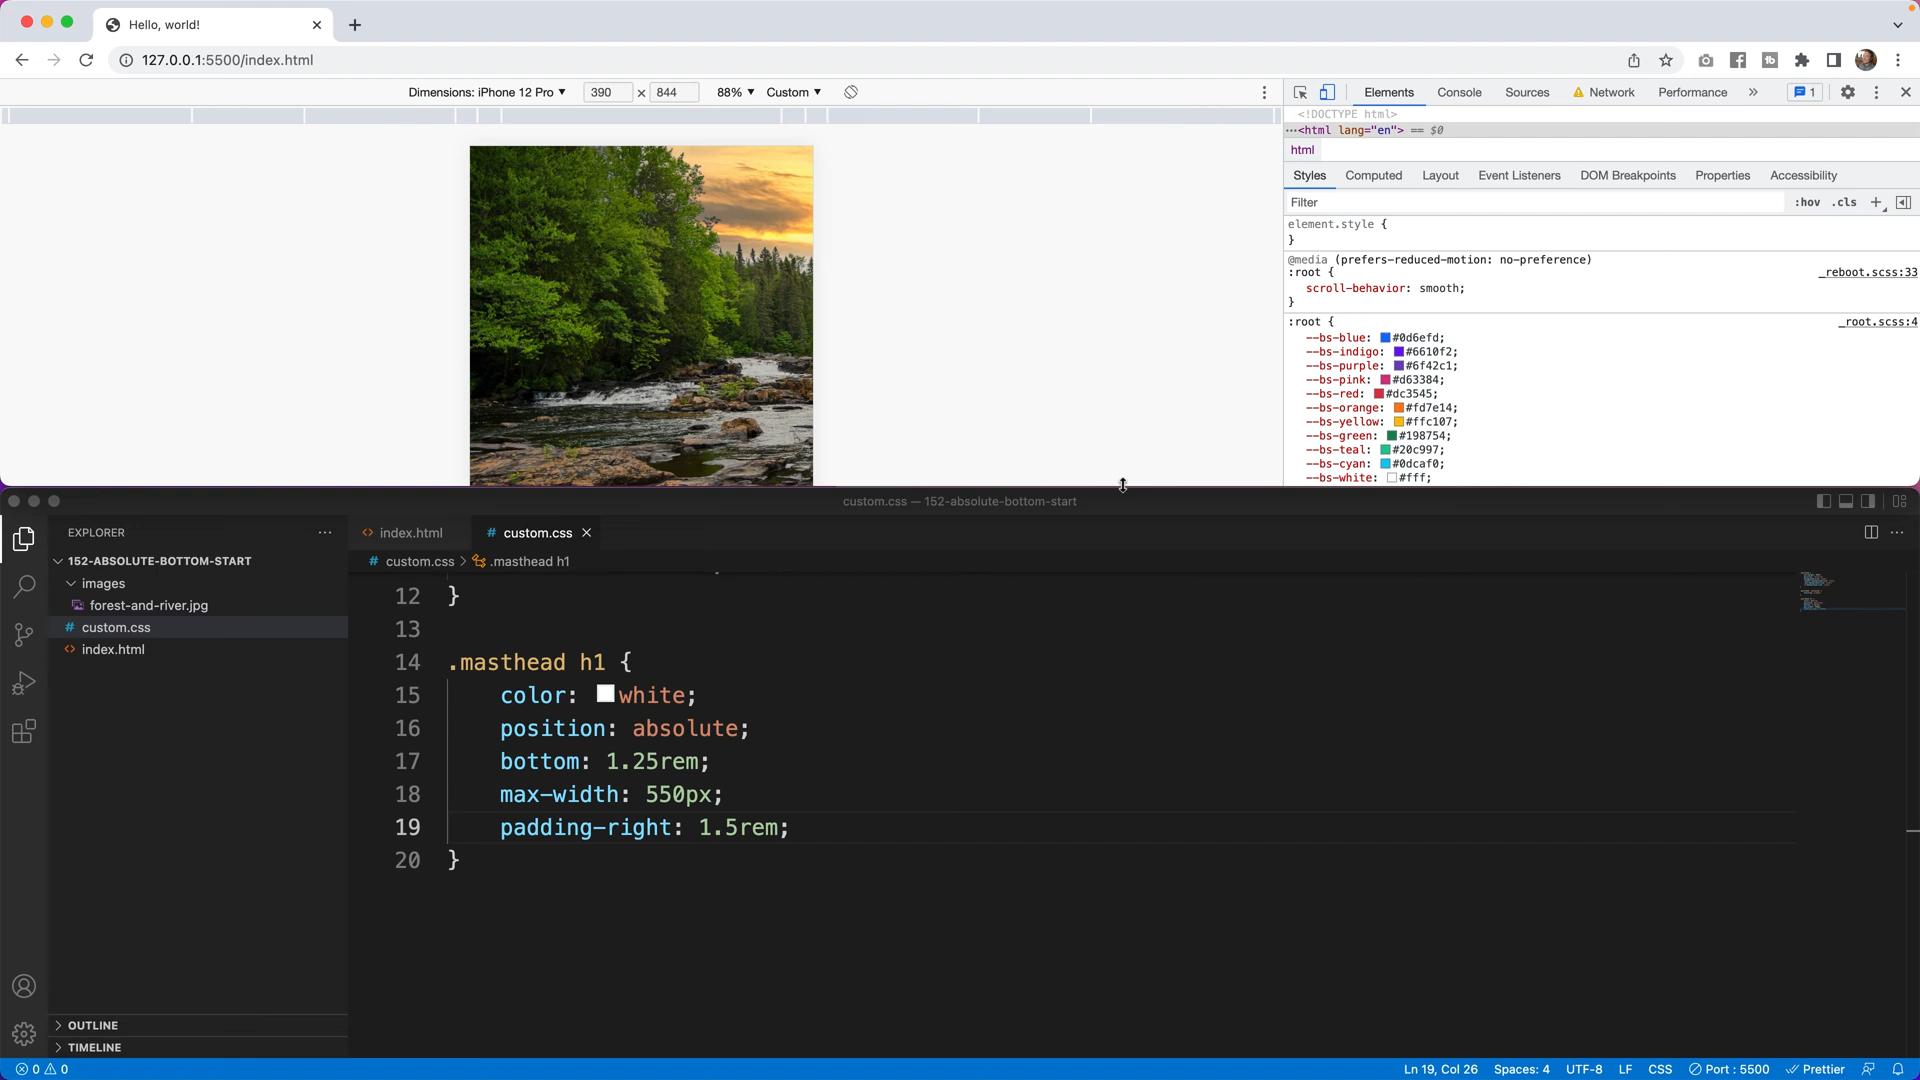 Hello, world!
127.0.0.1:5500/index.html
Dimensions: iPhone 12 Pro ▼ 390 × 844 88% ▼ Custom ▼
Elements Console Sources Network Performance » 1
<!DOCTYPE html>
···<html lang="en"> == $0
html
Styles Computed Layout Event Listeners DOM Breakpoints Properties Accessibility
Filter :hov .cls +
element.style {
}
@media (prefers-reduced-motion: no-preference)
:root { _reboot.scss:33
scroll-behavior: smooth;
}
:root { _root.scss:4
--bs-blue: #0d6efd;
--bs-indigo: #6610f2;
--bs-purple: #6f42c1;
--bs-pink: #d63384;
--bs-red: #dc3545;
--bs-orange: #fd7e14;
--bs-yellow: #ffc107;
--bs-green: #198754;
--bs-teal: #20c997;
--bs-cyan: #0dcaf0;
--bs-white: #fff;
custom.css — 152-absolute-bottom-start
EXPLORER ···
152-ABSOLUTE-BOTTOM-START
images
forest-and-river.jpg
# custom.css
<> index.html
OUTLINE
TIMELINE
<> index.html # custom.css
# custom.css > .masthead h1
12 }
13
14 .masthead h1 {
15 color: white;
16 position: absolute;
17 bottom: 1.25rem;
18 max-width: 550px;
19 padding-right: 1.5rem;
20 }
0 0 Ln 19, Col 26 Spaces: 4 UTF-8 LF CSS Port : 5500 Prettier